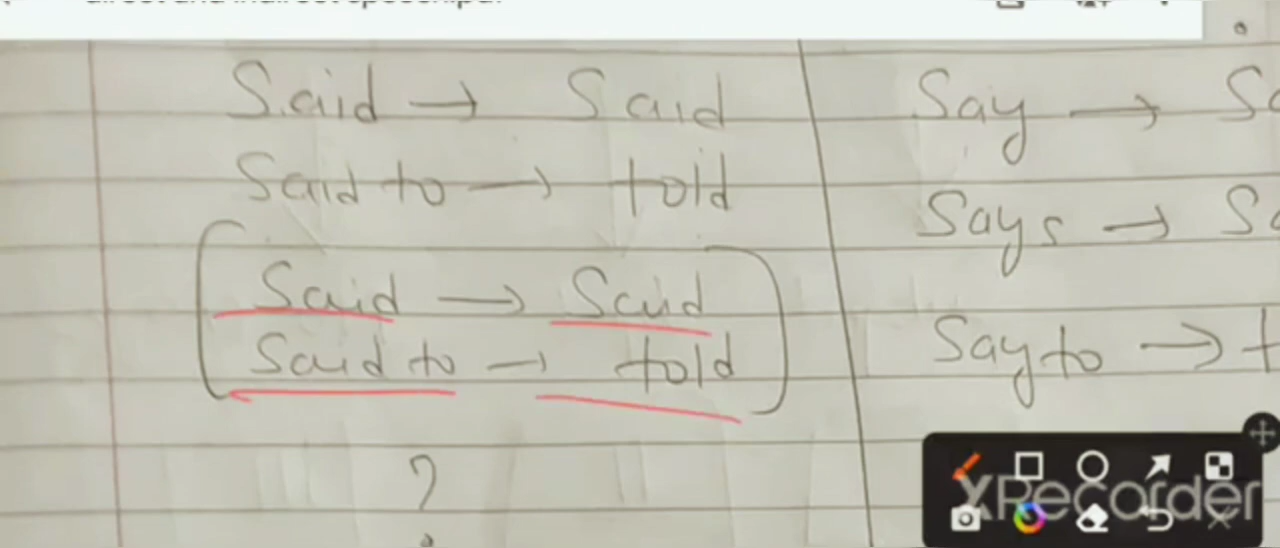 Said → Said
Said to → told
Said → Said
Said to → told
?
Say →
Says →
Say to →
XRecorder